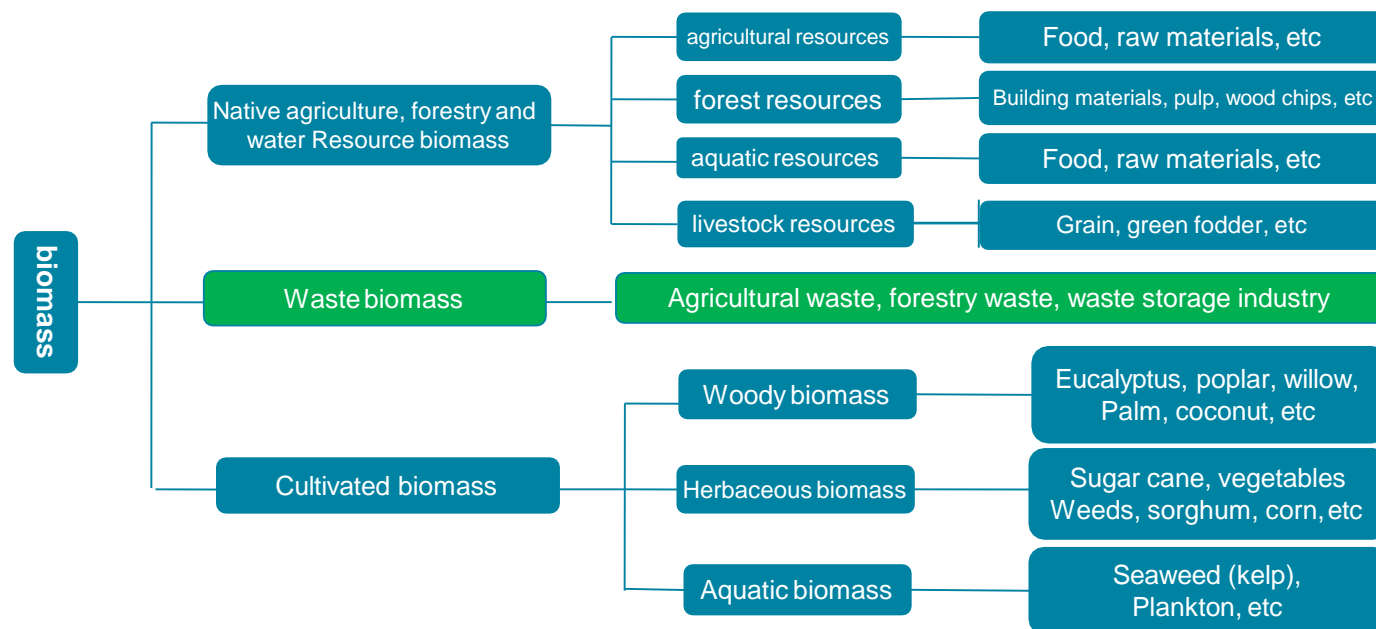 biomass
Native agriculture, forestry and
water Resource biomass
agricultural resources
Food, raw materials, etc
forest resources
Building materials, pulp, wood chips, etc
aquatic resources
Food, raw materials, etc
livestock resources
Grain, green fodder, etc
Waste biomass
Agricultural waste, forestry waste, waste storage industry
Cultivated biomass
Woody biomass
Eucalyptus, poplar, willow,
Palm, coconut, etc
Herbaceous biomass
Sugar cane, vegetables
Weeds, sorghum, corn, etc
Aquatic biomass
Seaweed (kelp),
Plankton, etc